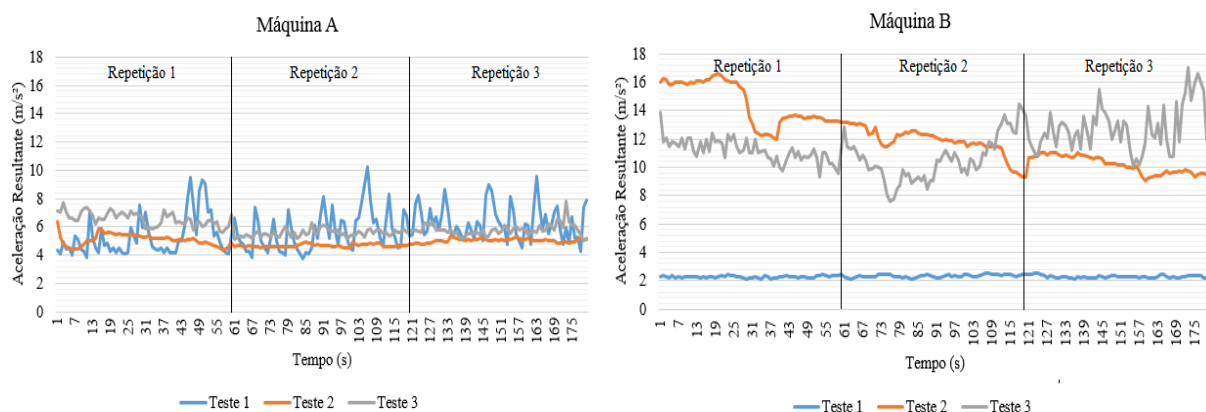 Máquina A
Aceleração Resultante (m/s²)
18
16
14
12
10
8
6
4
2
0
Repetição 1 Repetição 2 Repetição 3
1 7 13 19 25 31 37 43 49 55 61 67 73 79 85 91 97 103 109 115 121 127 133 139 145 151 157 163 169 175
Tempo (s)
Teste 1 Teste 2 Teste 3
Máquina B
Aceleração Resultante (m/s²)
18
16
14
12
10
8
6
4
2
0
Repetição 1 Repetição 2 Repetição 3
1 7 13 19 25 31 37 43 49 55 61 67 73 79 85 91 97 103 109 115 121 127 133 139 145 151 157 163 169 175
Tempo (s)
Teste 1 Teste 2 Teste 3